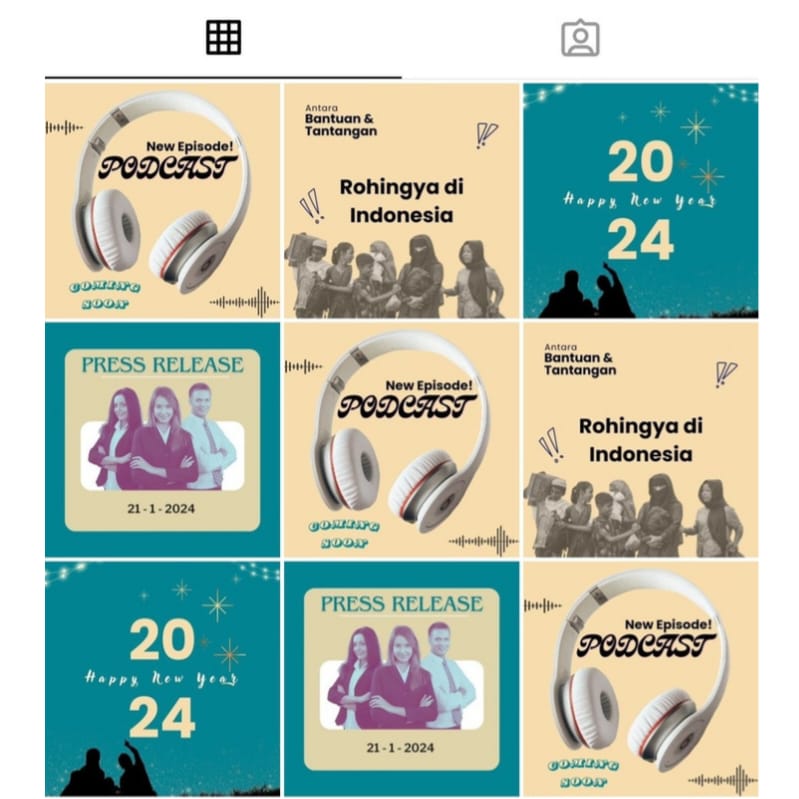 New Episode!
PODCAST
COMING
SOON
Antara
Bantuan &
Tantangan
Rohingya di
Indonesia
20
Happy New Year
24
PRESS RELEASE
21 - 1 - 2024
New Episode!
PODCAST
COMING
SOON
Antara
Bantuan &
Tantangan
Rohingya di
Indonesia
20
Happy New Year
24
PRESS RELEASE
21 - 1 - 2024
New Episode!
PODCAST
COMING
SOON